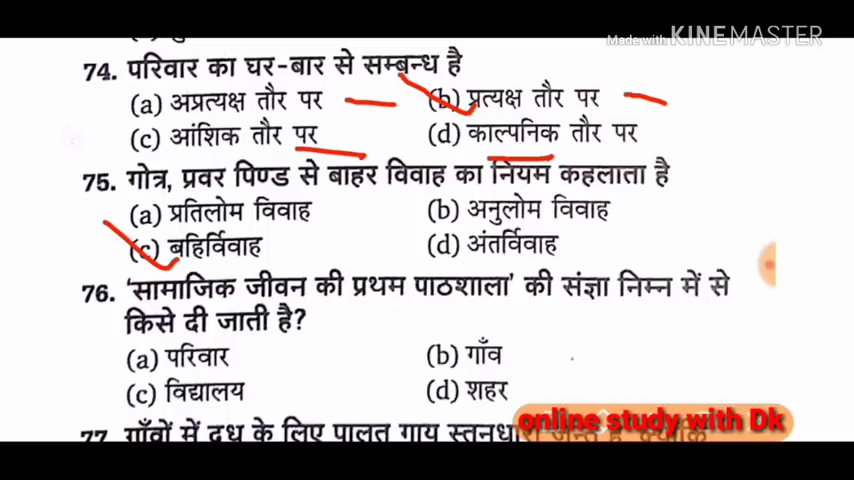 Made with KINEMASTER
74. परिवार का घर-बार से सम्बन्ध है
(a) अप्रत्यक्ष तौर पर (b) प्रत्यक्ष तौर पर
(c) आंशिक तौर पर (d) काल्पनिक तौर पर
75. गोत्र, प्रवर पिण्ड से बाहर विवाह का नियम कहलाता है
(a) प्रतिलोम विवाह (b) अनुलोम विवाह
(c) बहिर्विवाह (d) अंतर्विवाह
76. 'सामाजिक जीवन की प्रथम पाठशाला' की संज्ञा निम्न में से
किसे दी जाती है?
(a) परिवार (b) गाँव
(c) विद्यालय (d) शहर
online study with Dk
77. गाँवों में दूध के लिए पालतू गाय स्तनधारी जन्तु है